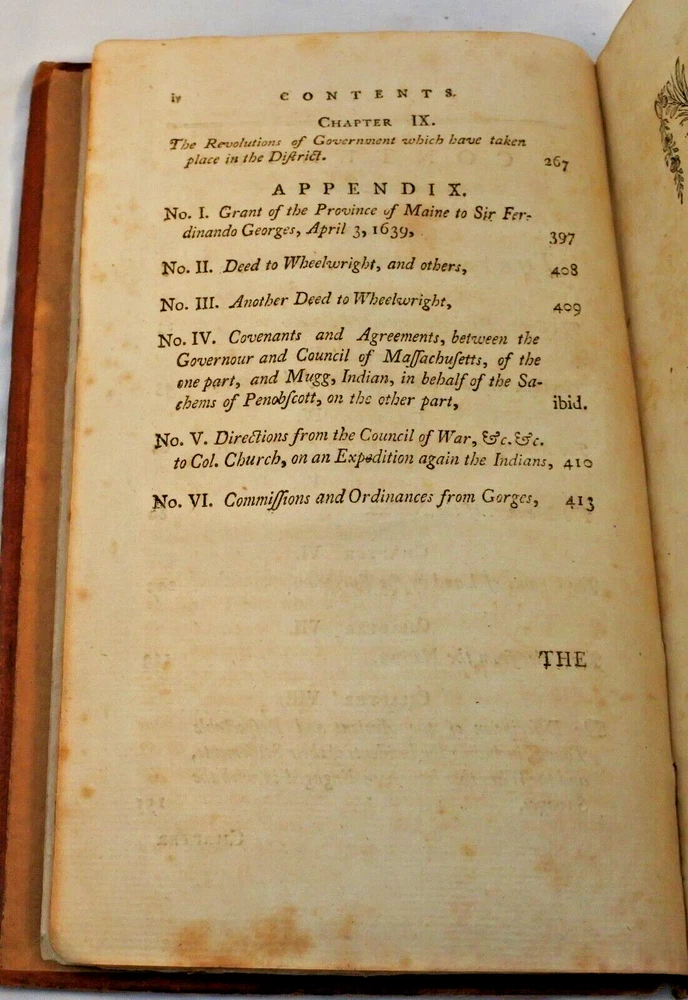 iv CONTENTS.
CHAPTER IX.
The Revolutions of Government which have taken
place in the Diſtrict. 267
APPENDIX.
No. I. Grant of the Province of Maine to Sir Fer-
dinando Georges, April 3, 1639, 397
No. II. Deed to Wheelwright, and others, 408
No. III. Another Deed to Wheelwright, 409
No. IV. Covenants and Agreements, between the
Governour and Council of Maſſachuſetts, of the
one part, and Mugg, Indian, in behalf of the Sa-
chems of Penobſcott, on the other part, ibid.
No. V. Directions from the Council of War, &c. &c.
to Col. Church, on an Expedition again the Indians, 410
No. VI. Commiſſions and Ordinances from Gorges, 413
THE